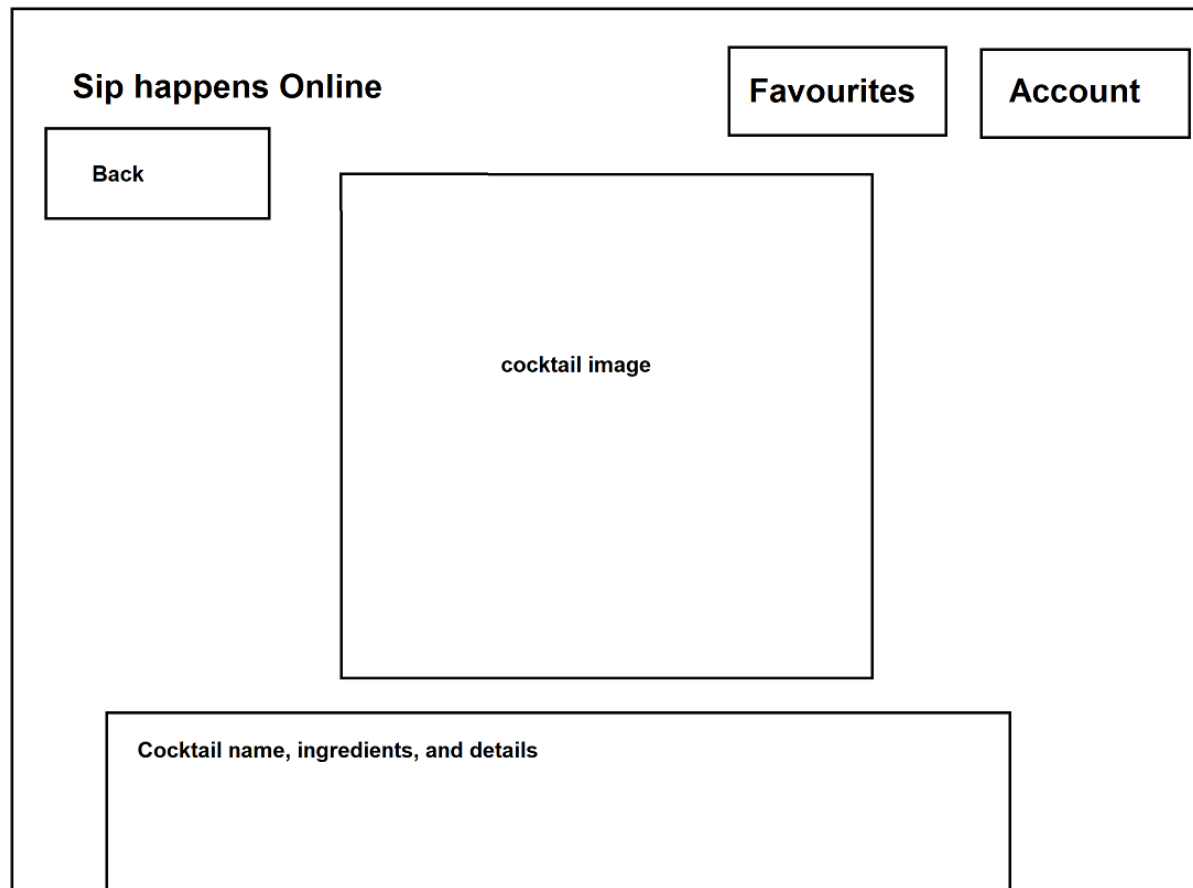 Sip happens Online
Favourites
Account
Back
cocktail image
Cocktail name, ingredients, and details